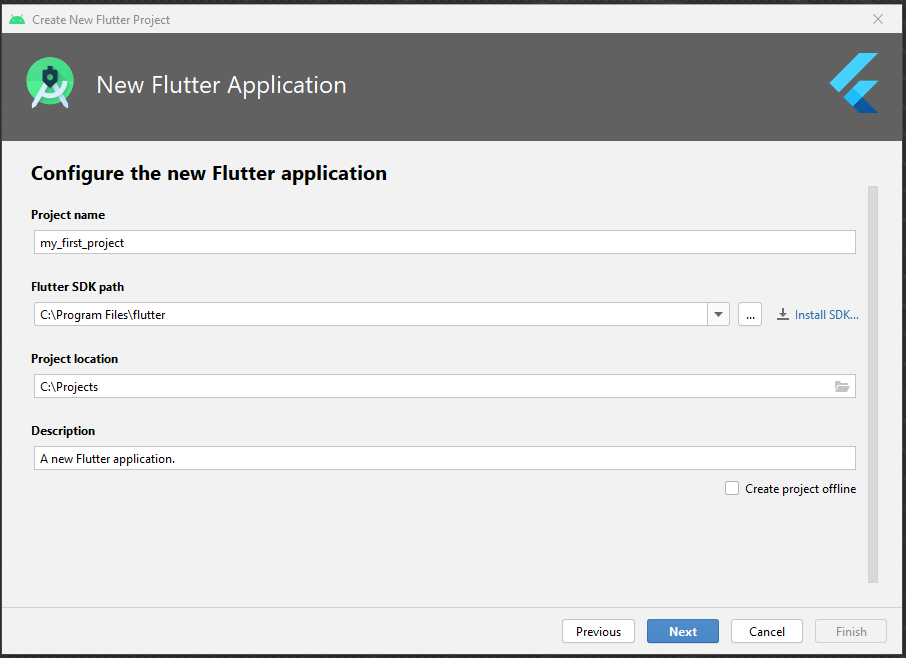 Create New Flutter Project
New Flutter Application
Configure the new Flutter application
Project name
my_first_project
Flutter SDK path
C:\Program Files\flutter
... Install SDK...
Project location
C:\Projects
Description
A new Flutter application.
Create project offline
Previous Next Cancel Finish